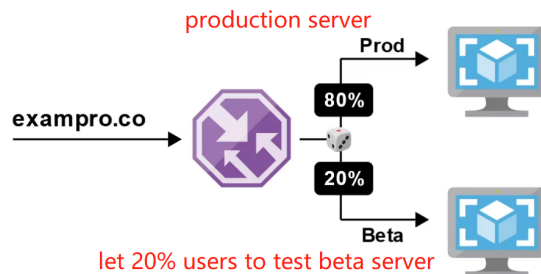 production server
Prod
80%
exampro.co
20%
Beta
let 20% users to test beta server